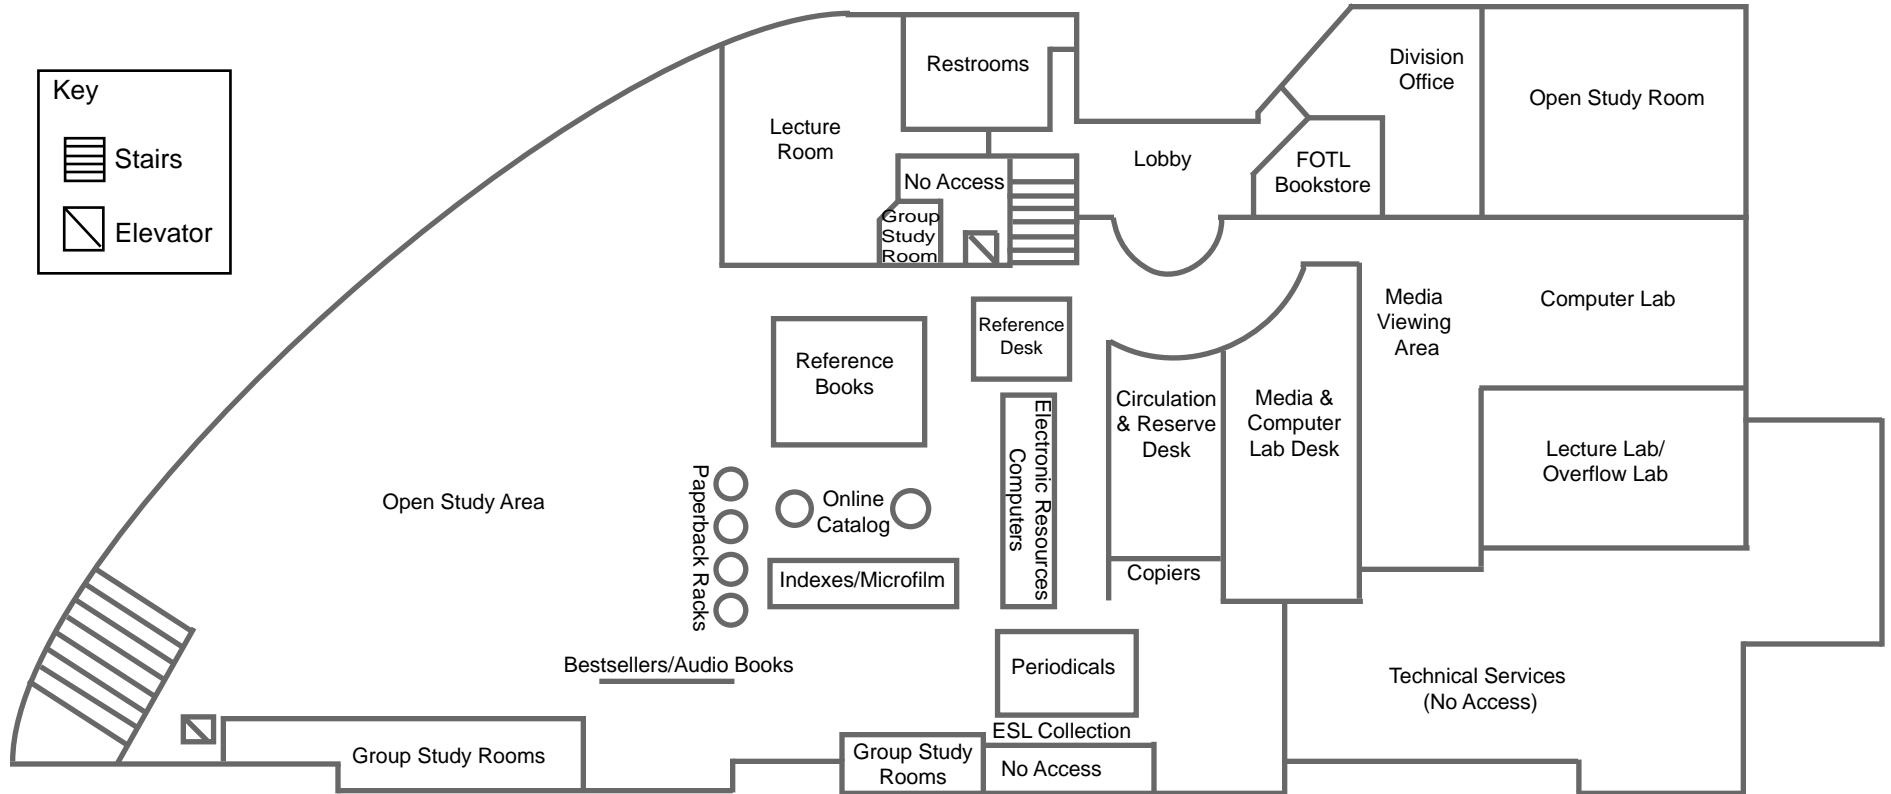 Key
Stairs
Elevator
Restrooms
Division
Office
Open Study Room
Lecture
Room
Lobby
FOTL
Bookstore
No Access
Group
Study
Room
Reference
Desk
Media
Viewing
Area
Computer Lab
Reference
Books
Circulation
& Reserve
Desk
Media &
Computer
Lab Desk
Electronic Resources
Computers
Lecture Lab/
Overflow Lab
Open Study Area
Paperback Racks
Online
Catalog
Indexes/Microfilm
Copiers
Bestsellers/Audio Books
Periodicals
Technical Services
(No Access)
ESL Collection
Group Study Rooms
Group Study
Rooms
No Access